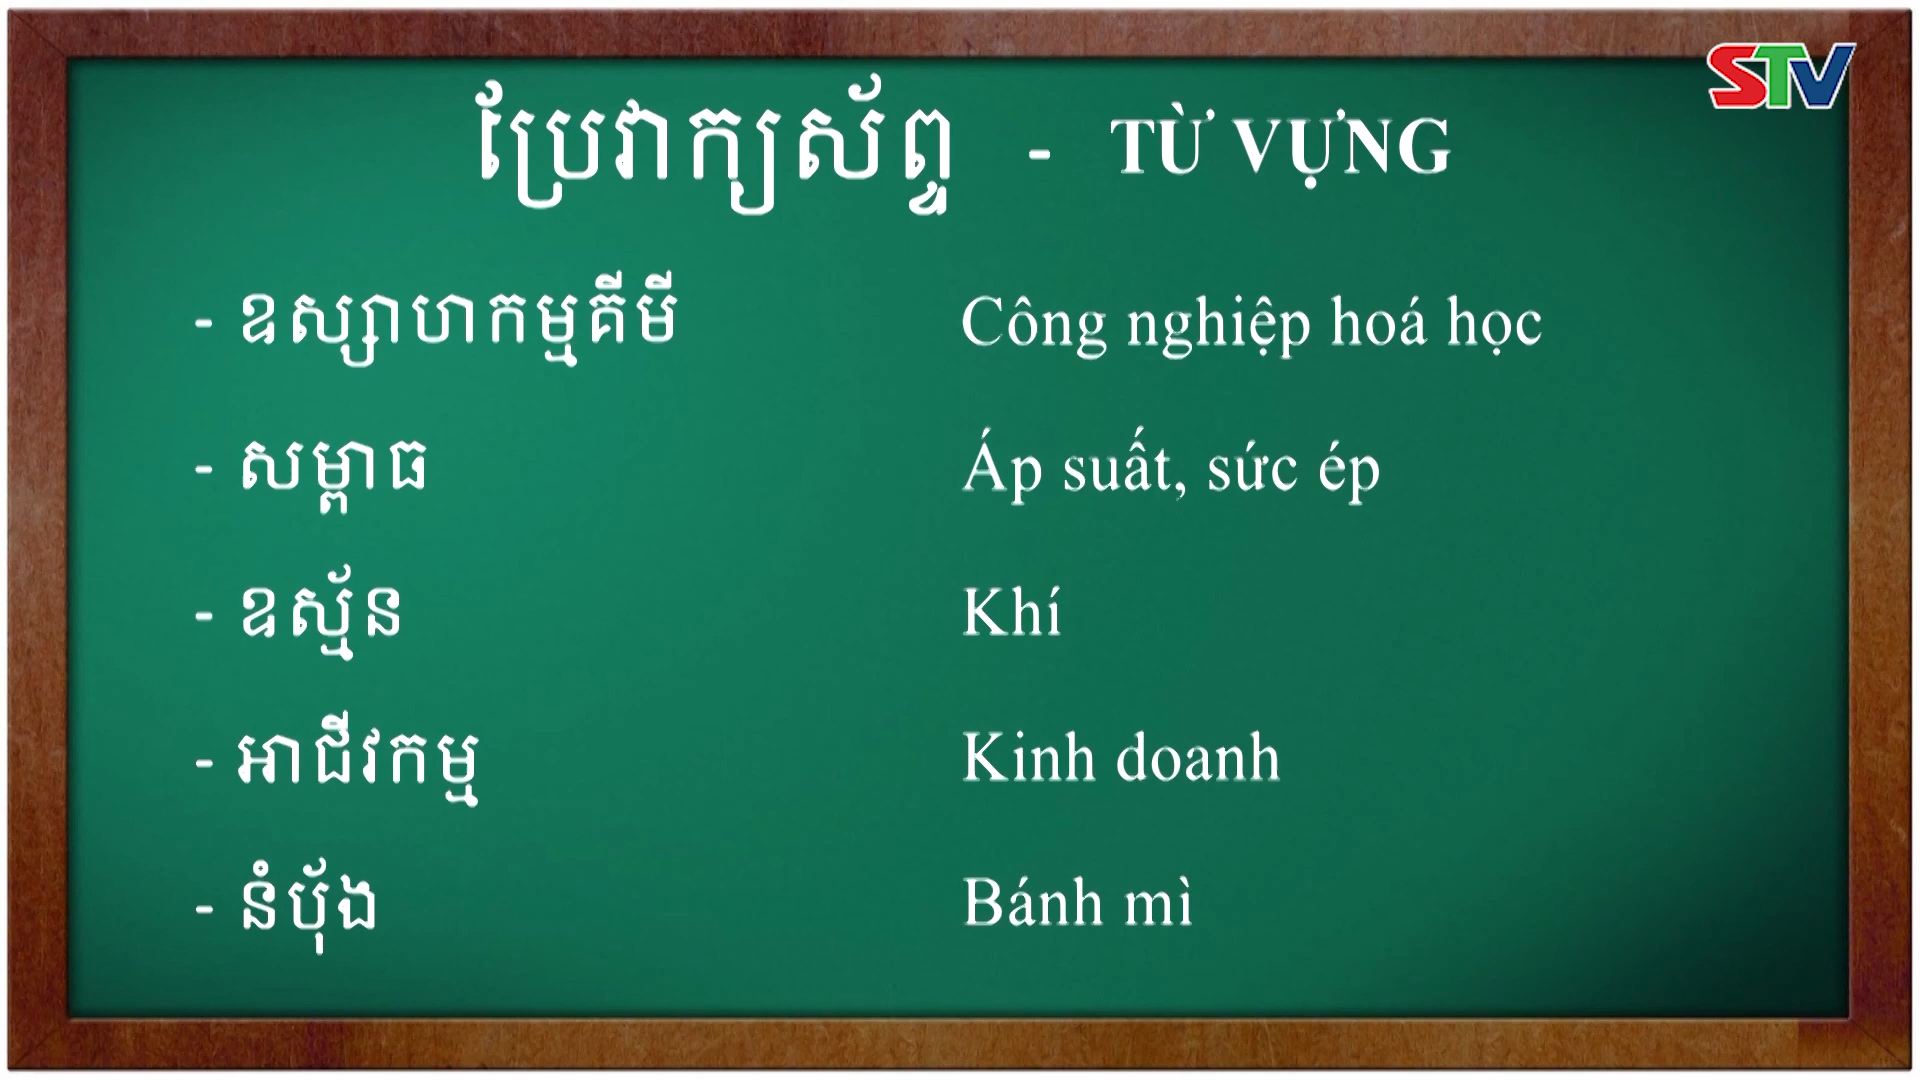 STV
ប្រែវាក្យស័ព្ទ - TỪ VỰNG
- ឧស្សាហកម្មគីមី Công nghiệp hoá học
- សម្ពាធ Áp suất, sức ép
- ឧស្ម័ន Khí
- អាជីវកម្ម Kinh doanh
- នំប៉័ង Bánh mì